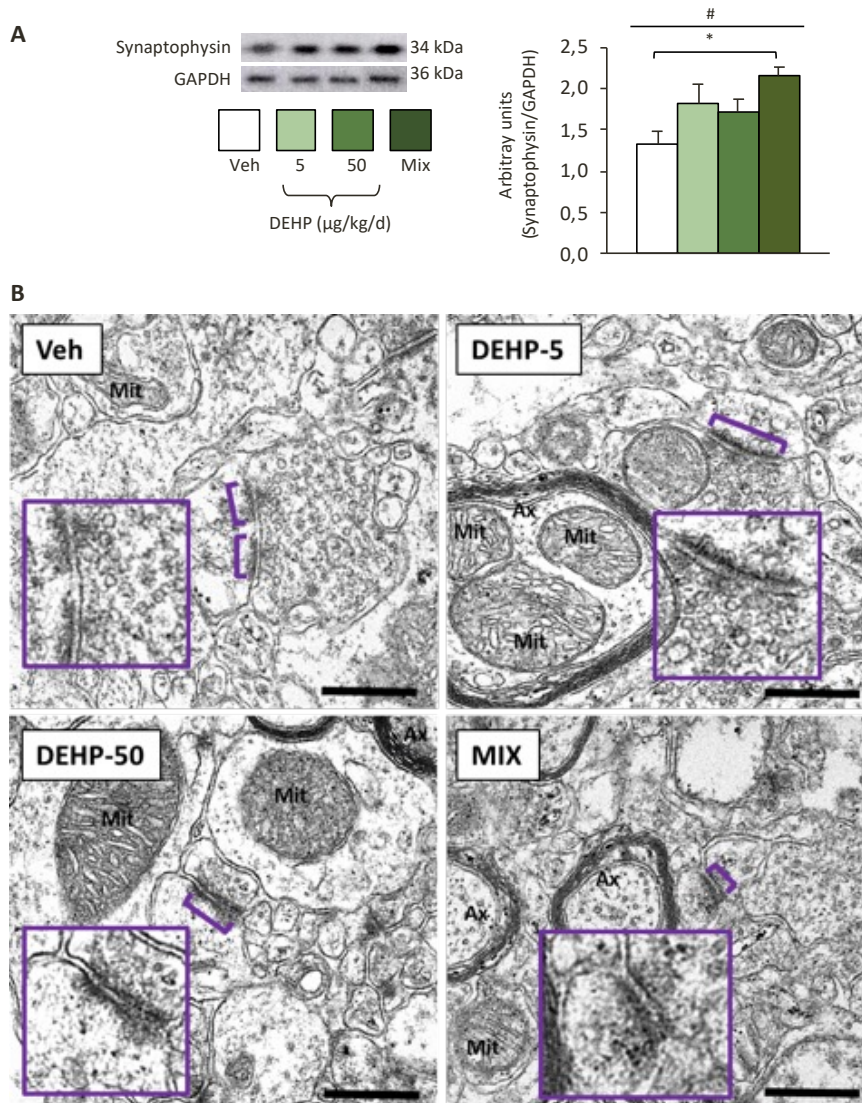 A
Synaptophysin
34 kDa
GAPDH
36 kDa
Veh
5
50
Mix
DEHP (µg/kg/d)
#
*
2,5
2,0
1,5
1,0
0,5
0,0
Arbitray units
(Synaptophysin/GAPDH)
B
Veh
Mit
DEHP-5
Ax
Mit
Mit
Mit
DEHP-50
Mit
Mit
Ax
MIX
Ax
Ax
Mit